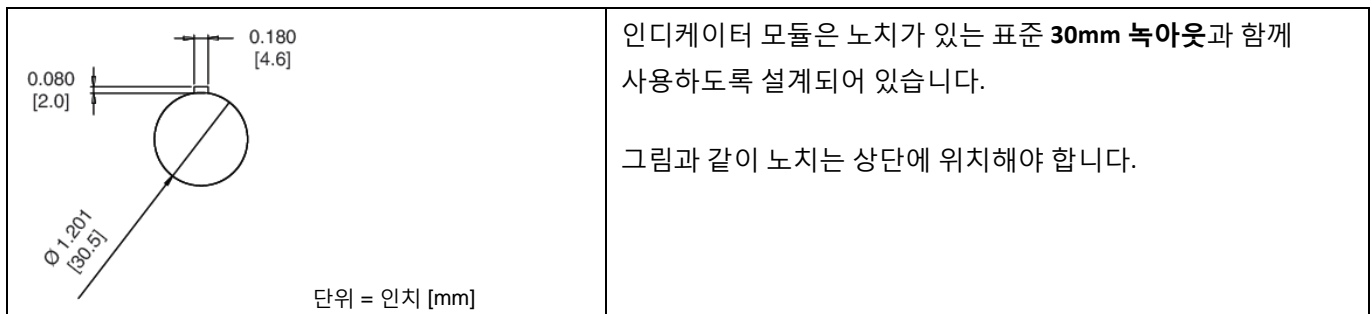 0.180
[4.6]
0.080
[2.0]
Ø 1.201
[30.5]
단위 = 인치 [mm]
인디케이터 모듈은 노치가 있는 표준 30mm 녹아웃과 함께
사용하도록 설계되어 있습니다.
그림과 같이 노치는 상단에 위치해야 합니다.